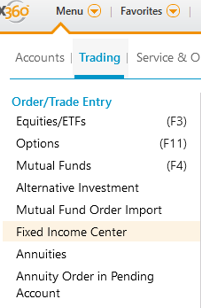 x360
Menu | Favorites
Accounts | Trading | Service & O
Order/Trade Entry
Equities/ETFs (F3)
Options (F11)
Mutual Funds (F4)
Alternative Investment
Mutual Fund Order Import
Fixed Income Center
Annuities
Annuity Order in Pending
Account